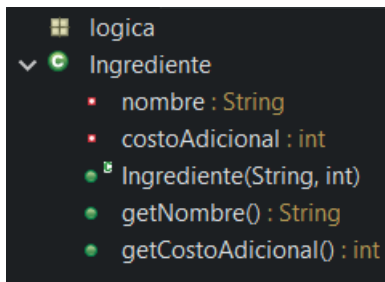 logica
Ingrediente
nombre : String
costoAdicional : int
Ingrediente(String, int)
getNombre() : String
getCostoAdicional() : int